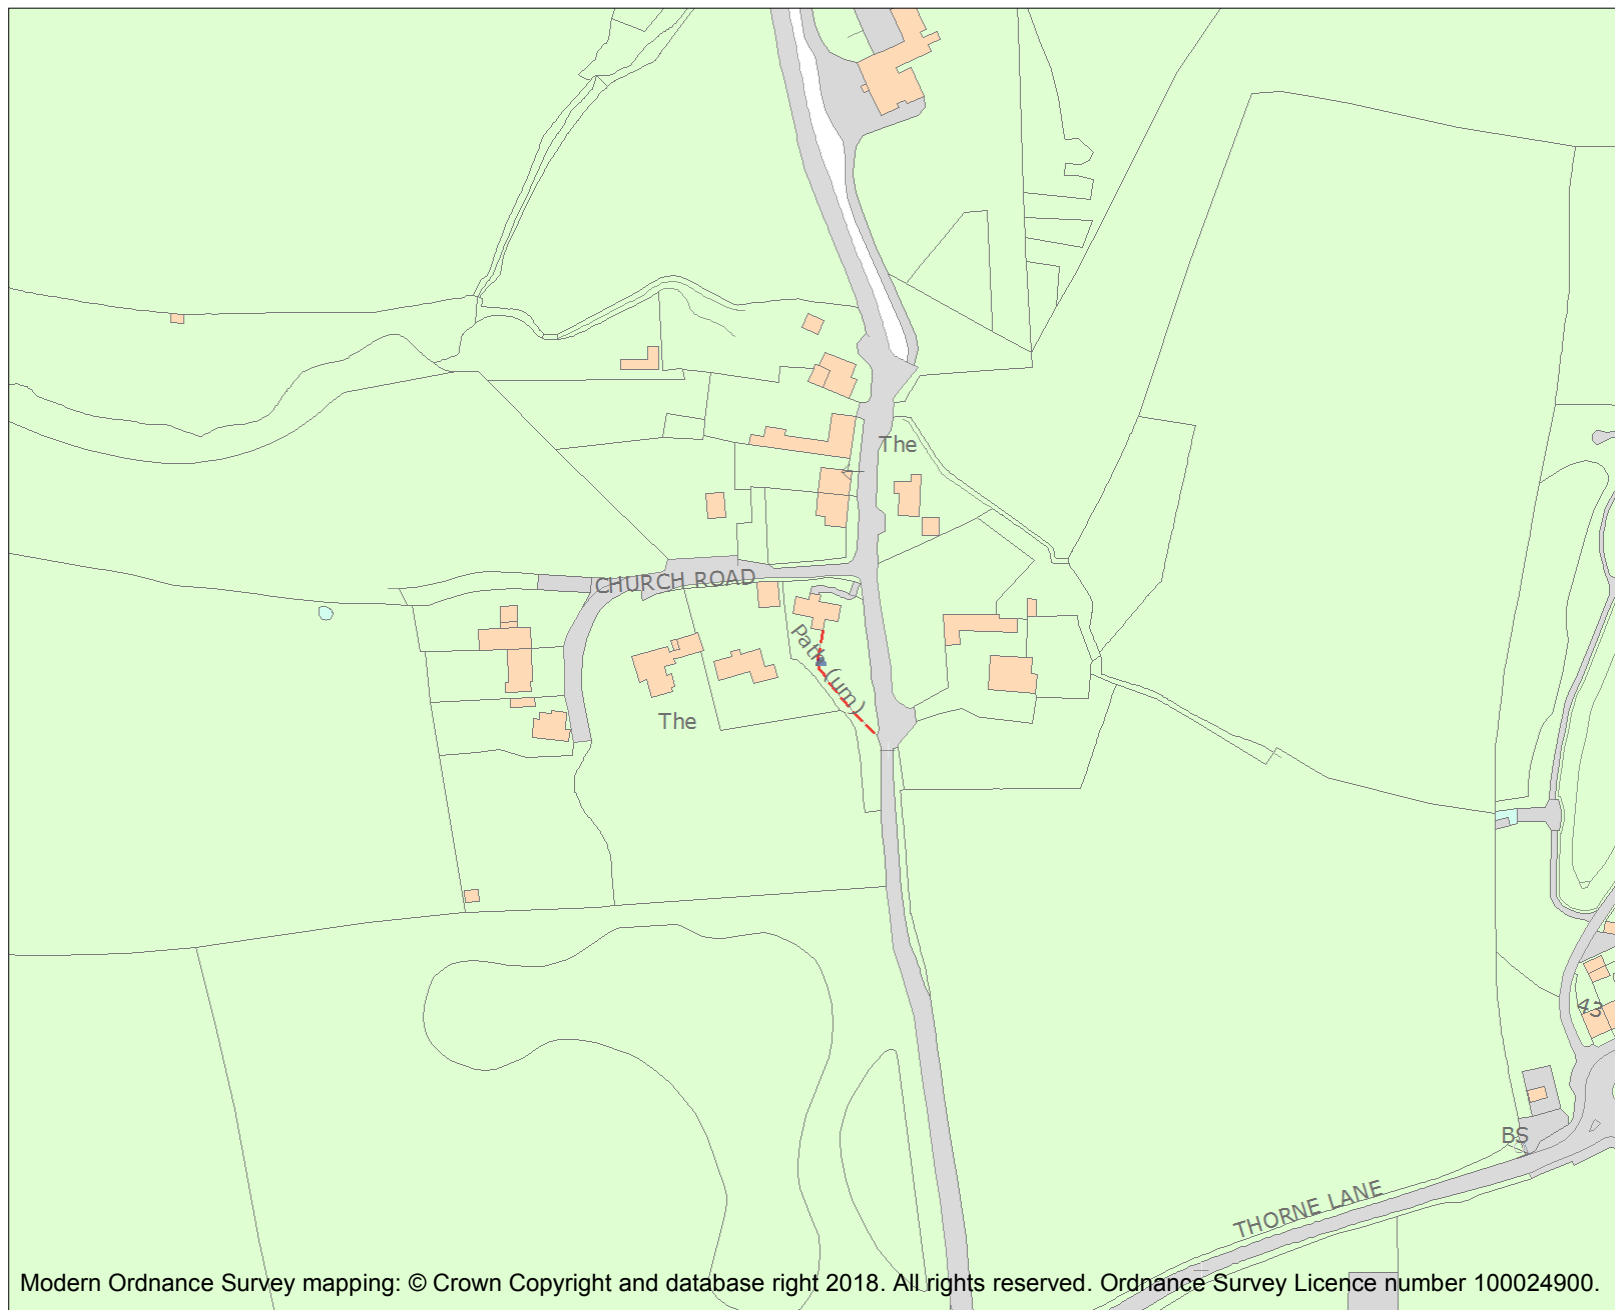 The
CHURCH ROAD
Path (um)
The
43
BS
THORNE LANE
Modern Ordnance Survey mapping: © Crown Copyright and database right 2018. All rights reserved. Ordnance Survey Licence number 100024900.